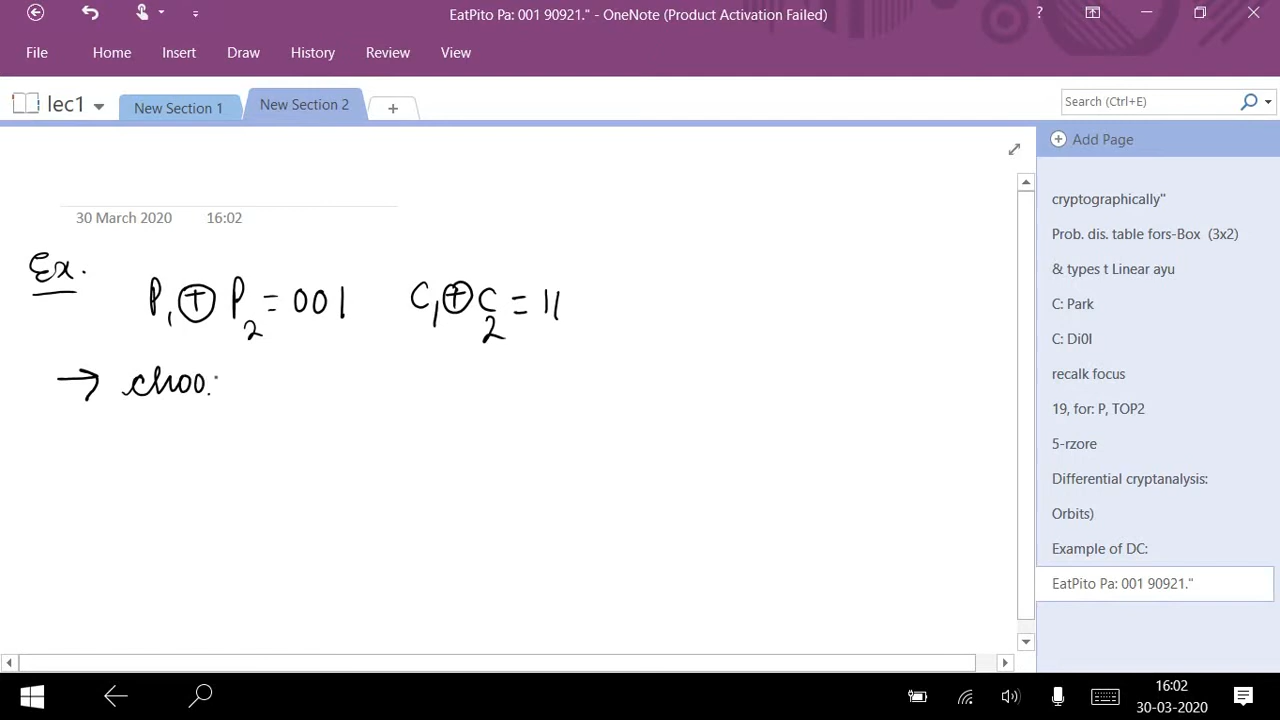 EatPito Pa: 001 90921." - OneNote (Product Activation Failed)
?
File Home Insert Draw History Review View
lec1 New Section 1 New Section 2 +
Search (Ctrl+E)
Add Page
30 March 2020 16:02
Ex.
P₁ ⊕ P₂ = 001 C₁ ⊕ C₂ = 11
→ choo
cryptographically"
Prob. dis. table fors-Box (3x2)
& types t Linear ayu
C: Park
C: Di0I
recalk focus
19, for: P, TOP2
5-rzore
Differential cryptanalysis:
Orbits)
Example of DC:
EatPito Pa: 001 90921."
16:02
30-03-2020